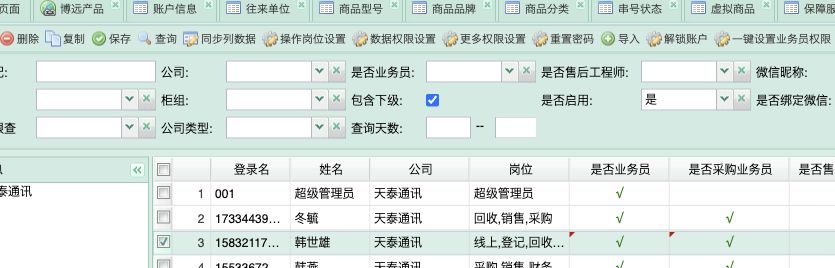 页面 博远产品 账户信息 往来单位 商品型号 商品品牌 商品分类 串号状态 虚拟商品 保障服
删除 复制 保存 查询 同步列数据 操作岗位设置 数据权限设置 更多权限设置 重置密码 导入 解锁账户 一键设置业务员权限
公司: 是否业务员: 是否售后工程师: 微信昵称:
柜组: 包含下级: 是否启用: 是 是否绑定微信:
查 公司类型: 查询天数: --
登录名 姓名 公司 岗位 是否业务员 是否采购业务员 是否售
泰通讯
1 001 超级管理员 天泰通讯 超级管理员 √
2 17334439... 冬毓 天泰通讯 回收,销售,采购 √ √
3 15832117... 韩世雄 天泰通讯 线上,登记,回收... √ √
4 15533672 韩燕 天泰通讯 采购,销售,财务 √ √